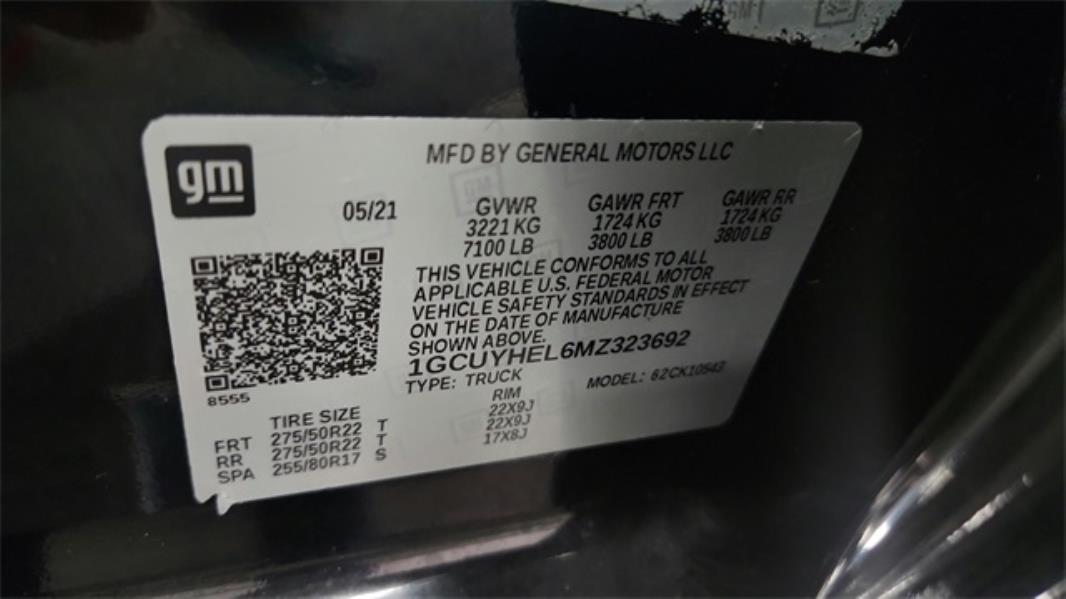 gm
MFD BY GENERAL MOTORS LLC
05/21
GVWR GAWR FRT GAWR RR
3221 KG 1724 KG 1724 KG
7100 LB 3800 LB 3800 LB
THIS VEHICLE CONFORMS TO ALL
APPLICABLE U.S. FEDERAL MOTOR
VEHICLE SAFETY STANDARDS IN EFFECT
ON THE DATE OF MANUFACTURE
SHOWN ABOVE.
1GCUYHEL6MZ323692
TYPE: TRUCK MODEL: 62CK10543
8555
TIRE SIZE RIM
FRT 275/50R22 T 22X9J
RR 275/50R22 T 22X9J
SPA 255/80R17 S 17X8J
GM